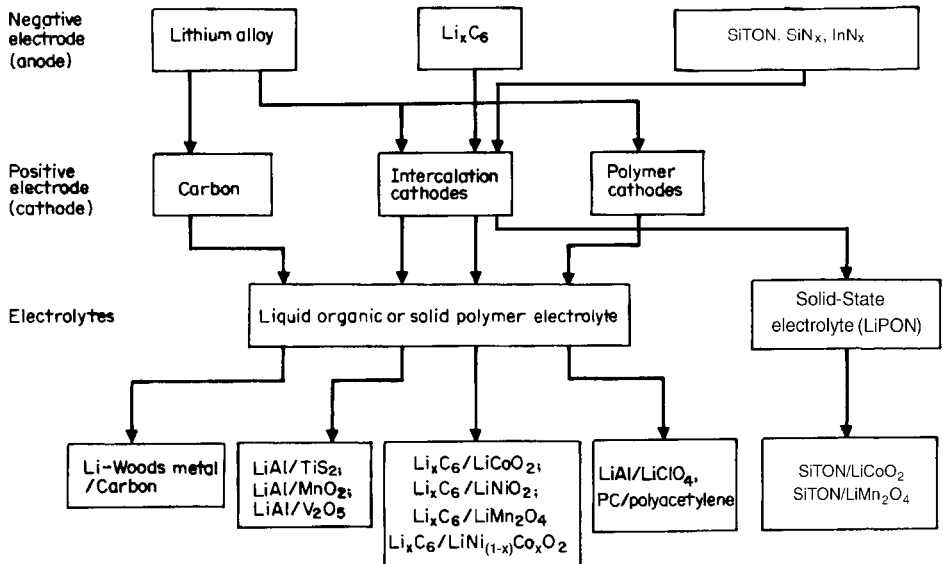 Negative
electrode
(anode)
Lithium alloy
LiₓC₆
SiTON. SiNₓ, InNₓ
Positive
electrode
(cathode)
Carbon
Intercalation
cathodes
Polymer
cathodes
Electrolytes
Liquid organic or solid polymer electrolyte
Solid-State
electrolyte (LiPON)
Li-Woods metal
/Carbon
LiAl/TiS₂;
LiAl/MnO₂;
LiAl/V₂O₅
LiₓC₆/LiCoO₂;
LiₓC₆/LiNiO₂;
LiₓC₆/LiMn₂O₄
LiₓC₆/LiNi₍₁₋ₓ₎CoₓO₂
LiAl/LiClO₄,
PC/polyacetylene
SiTON/LiCoO₂
SiTON/LiMn₂O₄